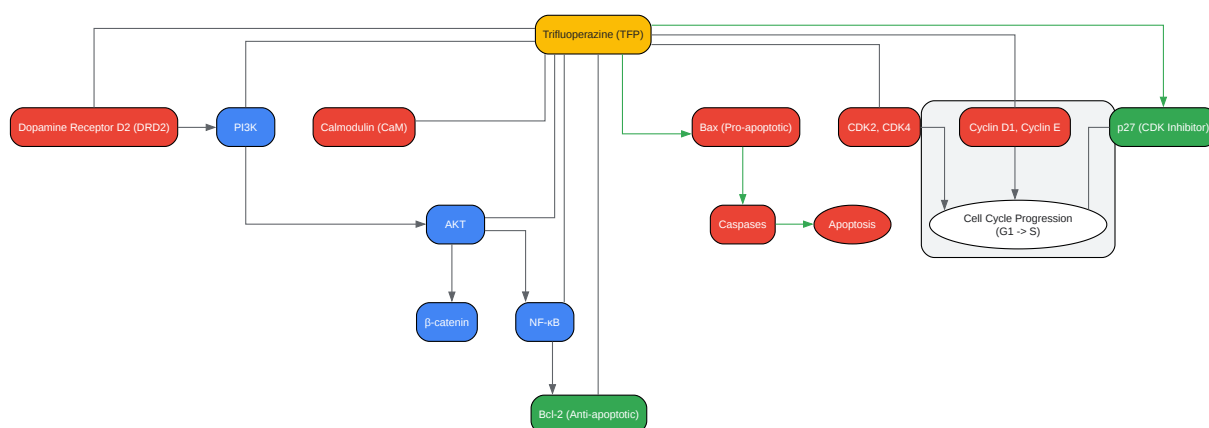 Trifluoperazine (TFP)
Dopamine Receptor D2 (DRD2)
PI3K
Calmodulin (CaM)
Bax (Pro-apoptotic)
CDK2, CDK4
Cyclin D1, Cyclin E
p27 (CDK Inhibitor)
AKT
Caspases
Apoptosis
Cell Cycle Progression
(G1 -> S)
β-catenin
NF-κB
Bcl-2 (Anti-apoptotic)